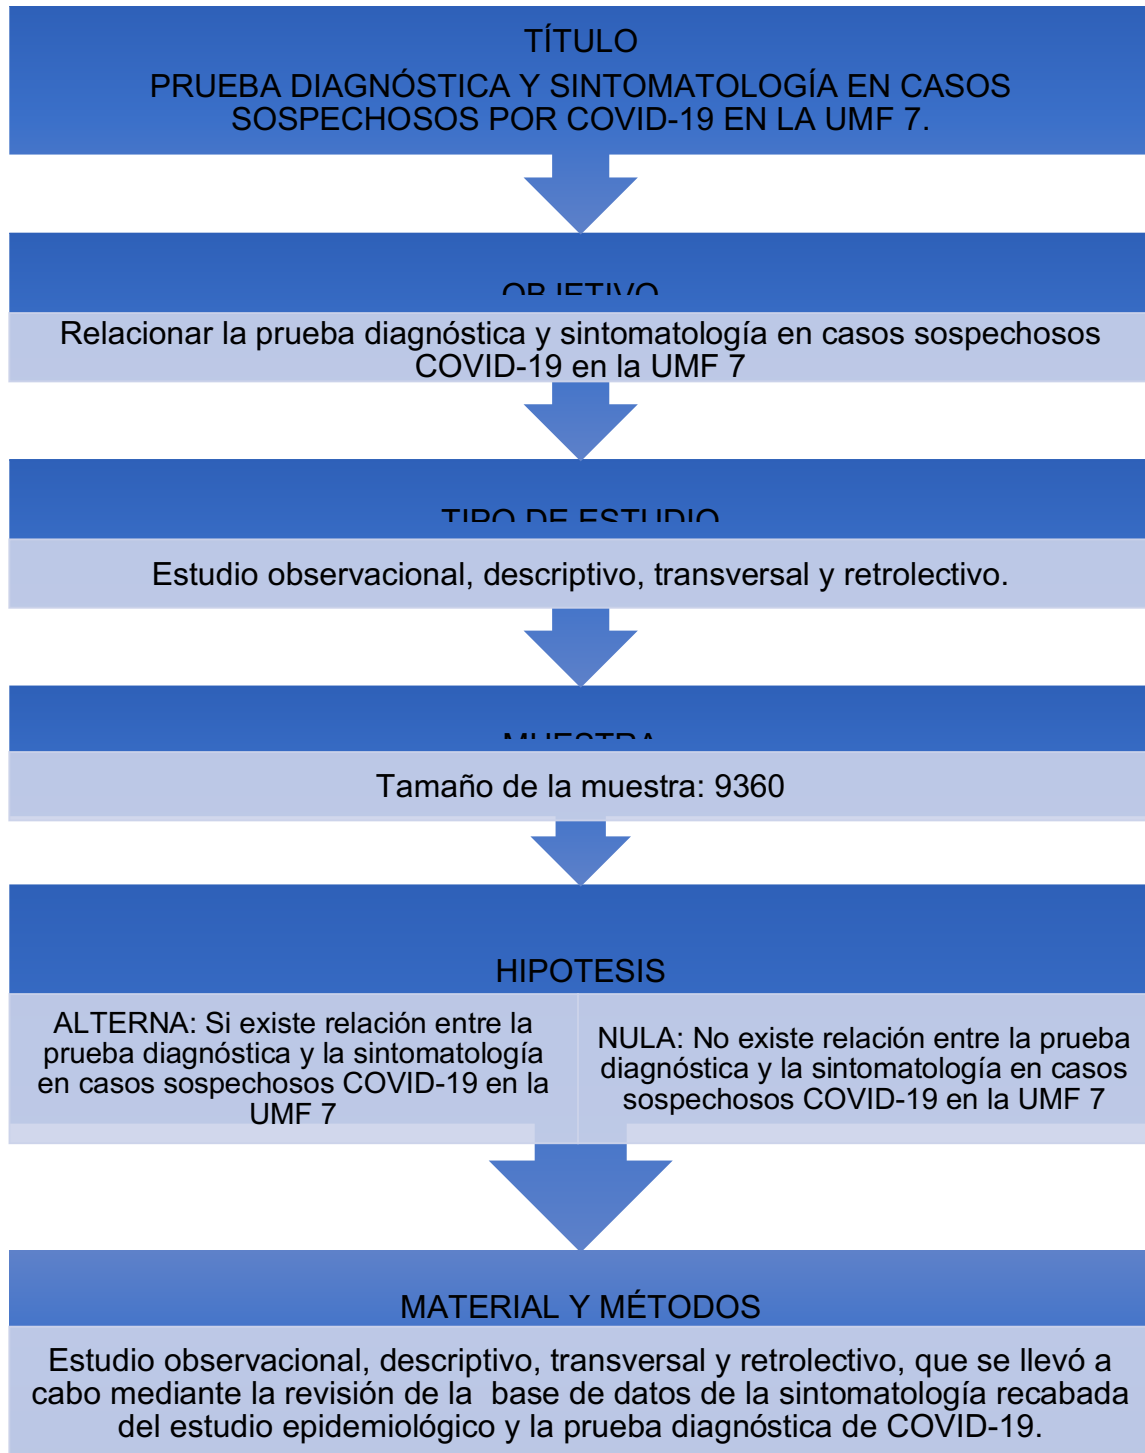 TÍTULO
PRUEBA DIAGNÓSTICA Y SINTOMATOLOGÍA EN CASOS
SOSPECHOSOS POR COVID-19 EN LA UMF 7.
OBJETIVO
Relacionar la prueba diagnóstica y sintomatología en casos sospechosos
COVID-19 en la UMF 7
TIPO DE ESTUDIO
Estudio observacional, descriptivo, transversal y retrolectivo.
MUESTRA
Tamaño de la muestra: 9360
HIPOTESIS
ALTERNA: Si existe relación entre la
prueba diagnóstica y la sintomatología
en casos sospechosos COVID-19 en la
UMF 7
NULA: No existe relación entre la prueba
diagnóstica y la sintomatología en casos
sospechosos COVID-19 en la UMF 7
MATERIAL Y MÉTODOS
Estudio observacional, descriptivo, transversal y retrolectivo, que se llevó a
cabo mediante la revisión de la base de datos de la sintomatología recabada
del estudio epidemiológico y la prueba diagnóstica de COVID-19.